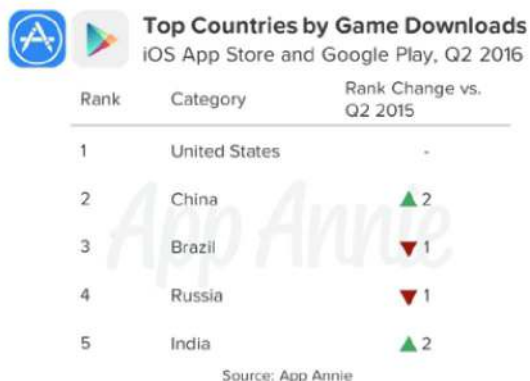 Top Countries by Game Downloads
iOS App Store and Google Play, Q2 2016
Rank Category Rank Change vs. Q2 2015
1 United States -
2 China ▲ 2
3 Brazil ▼ 1
4 Russia ▼ 1
5 India ▲ 2
App Annie
Source: App Annie